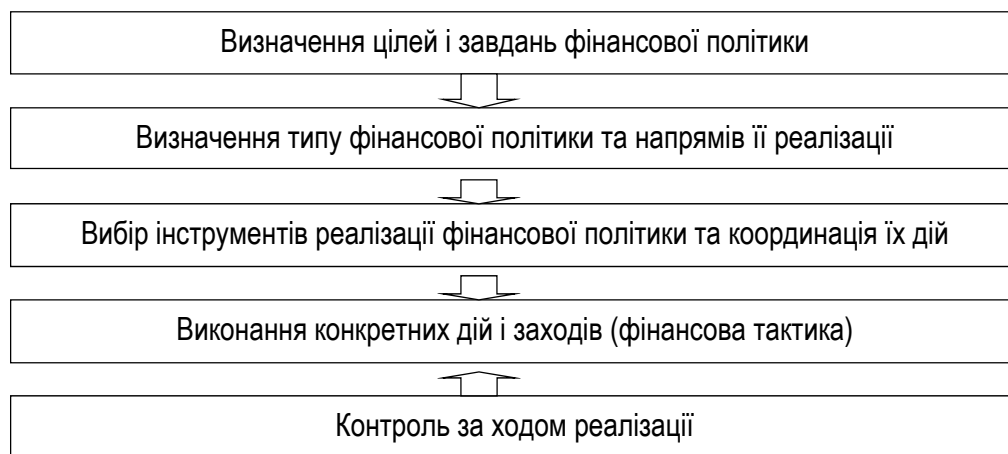 Визначення цілей і завдань фінансової політики
Визначення типу фінансової політики та напрямів її реалізації
Вибір інструментів реалізації фінансової політики та координація їх дій
Виконання конкретних дій і заходів (фінансова тактика)
Контроль за ходом реалізації